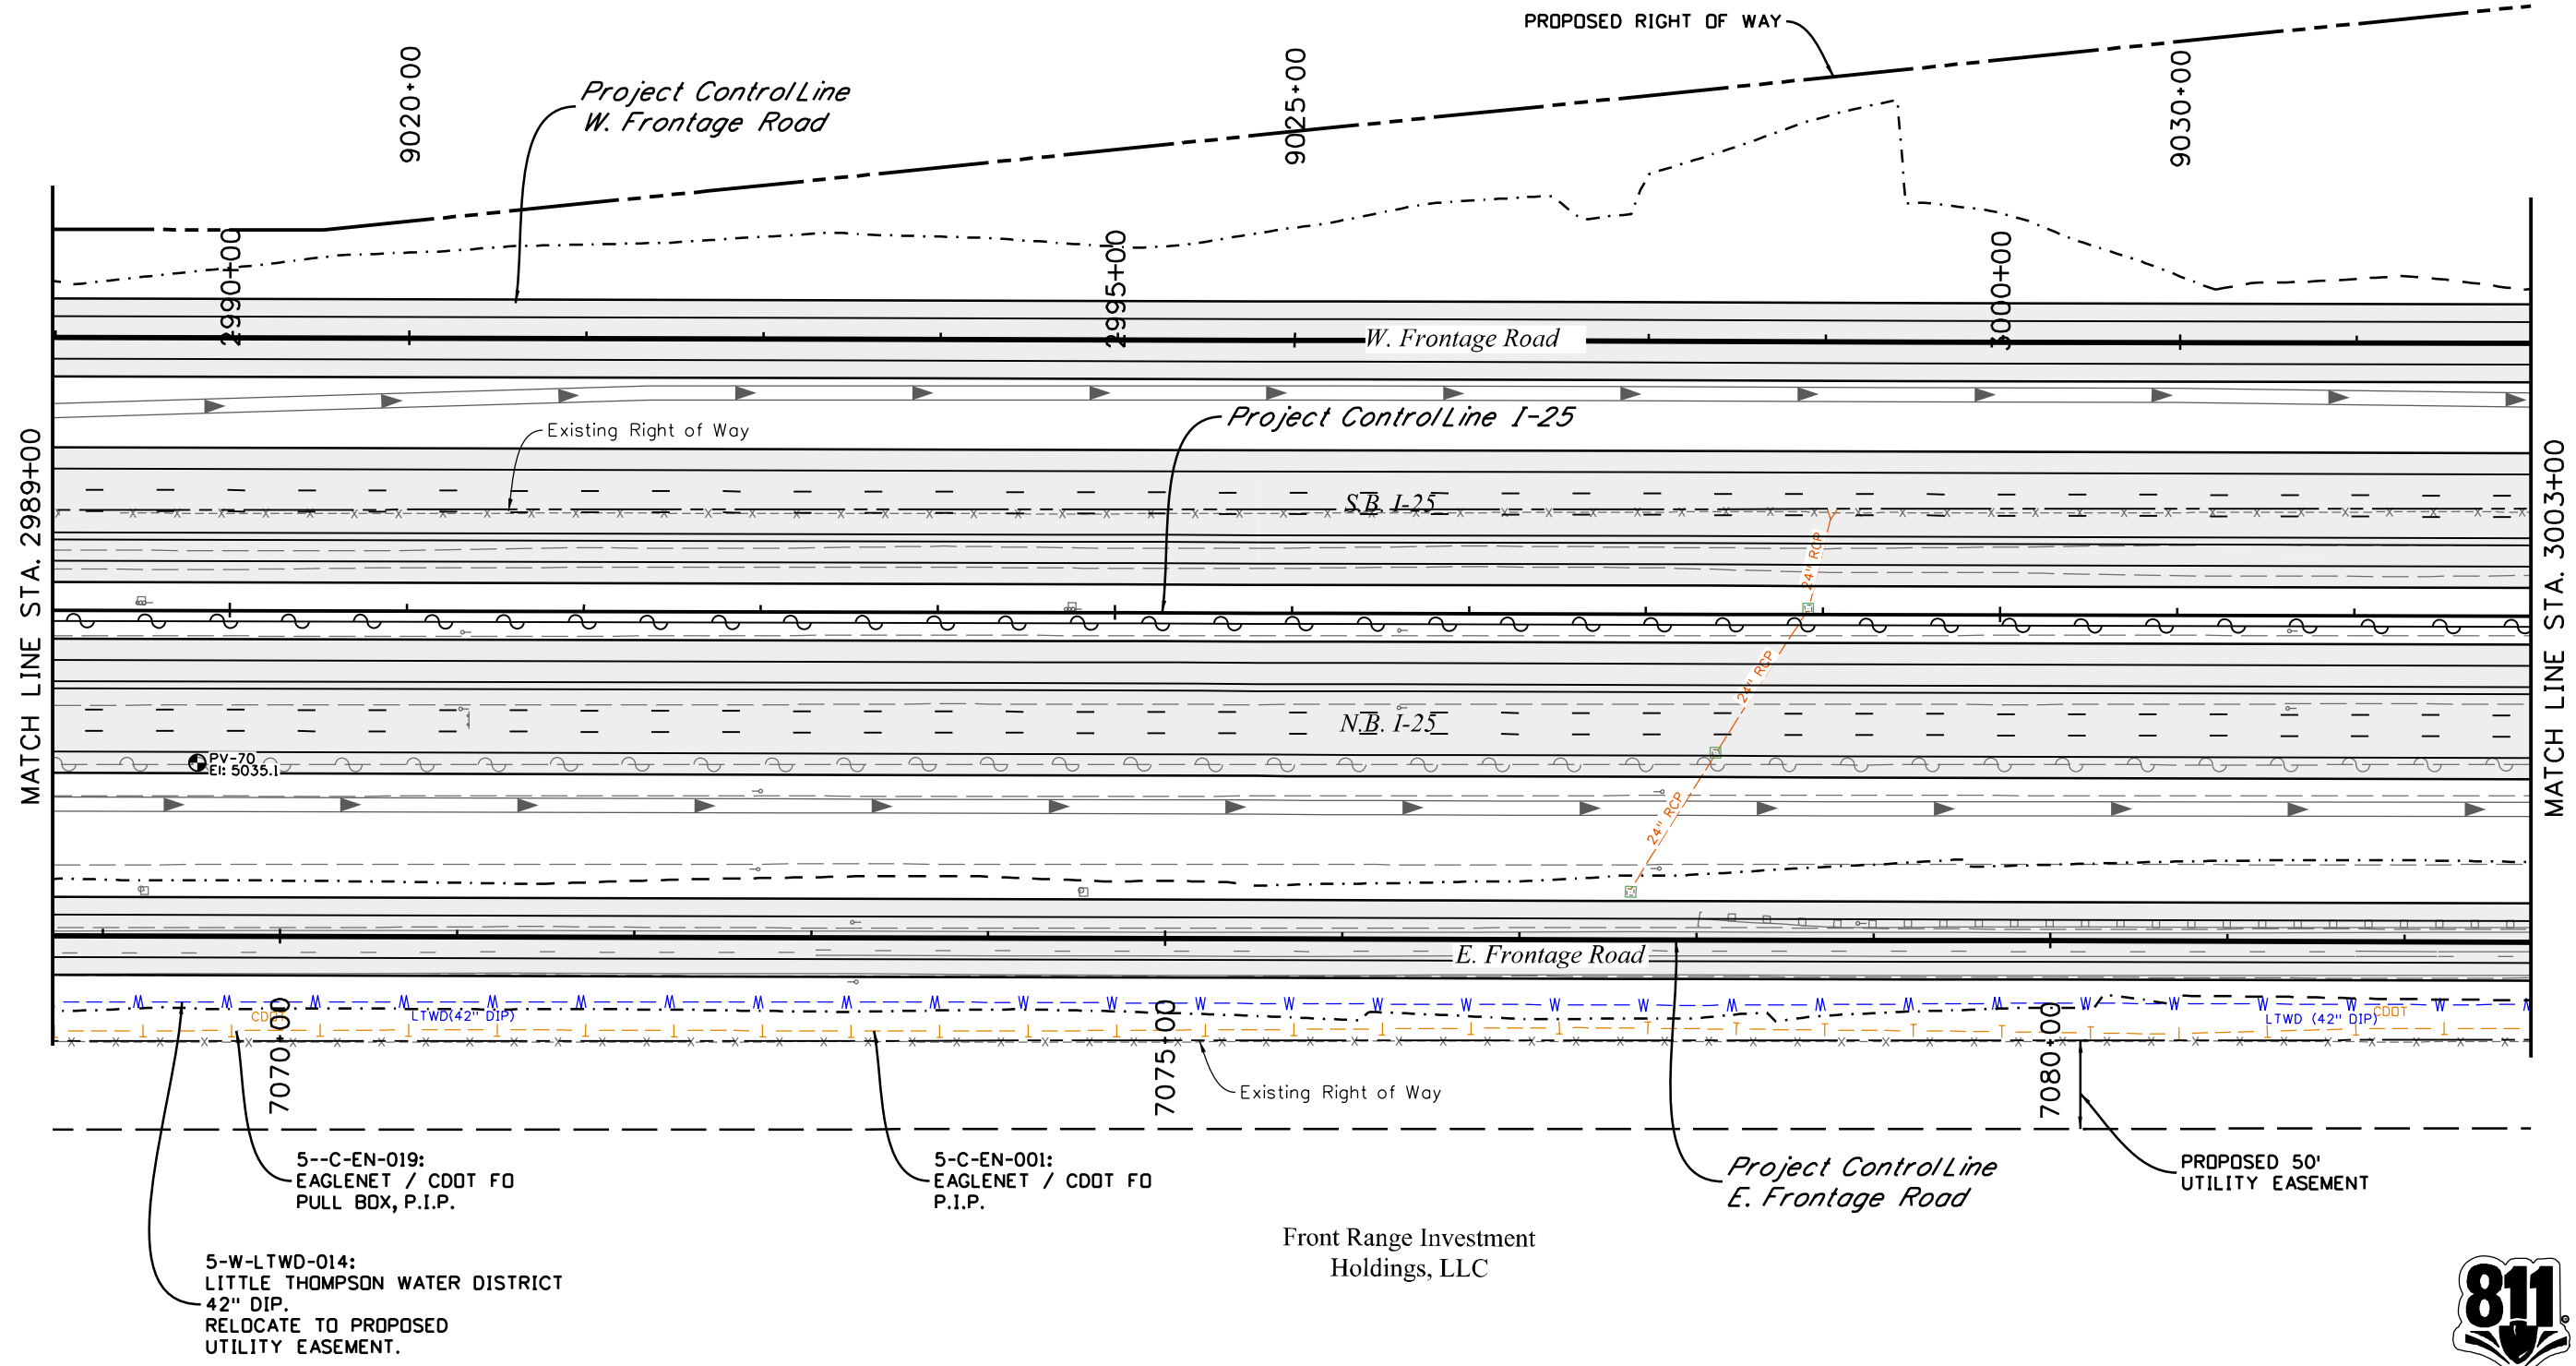 PROPOSED RIGHT OF WAY
9020+00
9025+00
9030+00
Project Control Line
W. Frontage Road
2990+00
2995+00
3000+00
W. Frontage Road
Project Control Line I-25
Existing Right of Way
MATCH LINE STA. 2989+00
MATCH LINE STA. 3003+00
S.B. I-25
24" RCP
24" RCP
N.B. I-25
PV-70
El: 5035.1
24" RCP
E. Frontage Road
W W W W W W W W W W W W W W W W W W W W W W W W W W W W
CDOT
LTWD(42" DIP)
LTWD (42" DIP)
CDOT
7070+00
7075+00
7080+00
Existing Right of Way
5--C-EN-019:
EAGLENET / CDOT FO
PULL BOX, P.I.P.
5-C-EN-001:
EAGLENET / CDOT FO
P.I.P.
Project Control Line
E. Frontage Road
PROPOSED 50'
UTILITY EASEMENT
Front Range Investment
Holdings, LLC
5-W-LTWD-014:
LITTLE THOMPSON WATER DISTRICT
42" DIP.
RELOCATE TO PROPOSED
UTILITY EASEMENT.
811